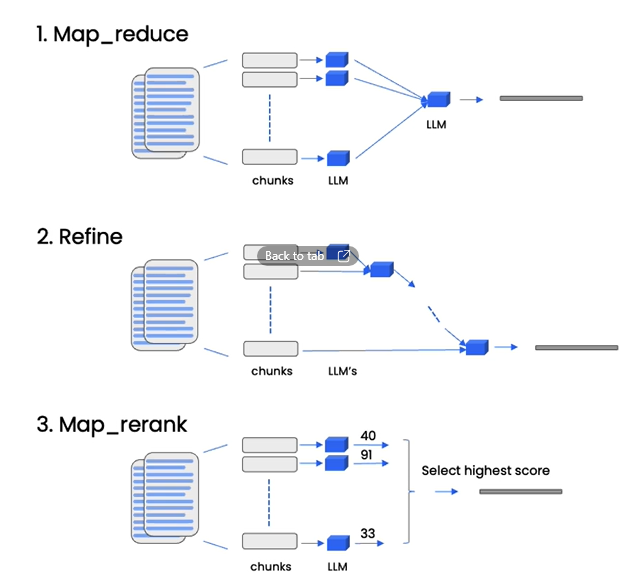 1. Map_reduce
chunks
LLM
LLM
2. Refine
Back to tab
chunks
LLM's
3. Map_rerank
40
91
Select highest score
33
chunks
LLM